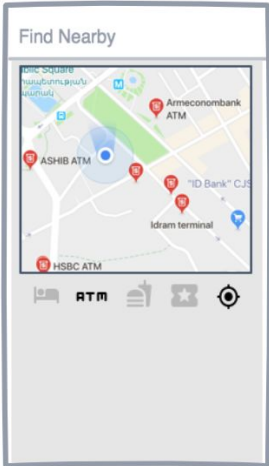 Find Nearby
blic Square
Armeconombank
ATM
ASHIB ATM
"ID Bank" CJS
Idram terminal
HSBC ATM
ATM